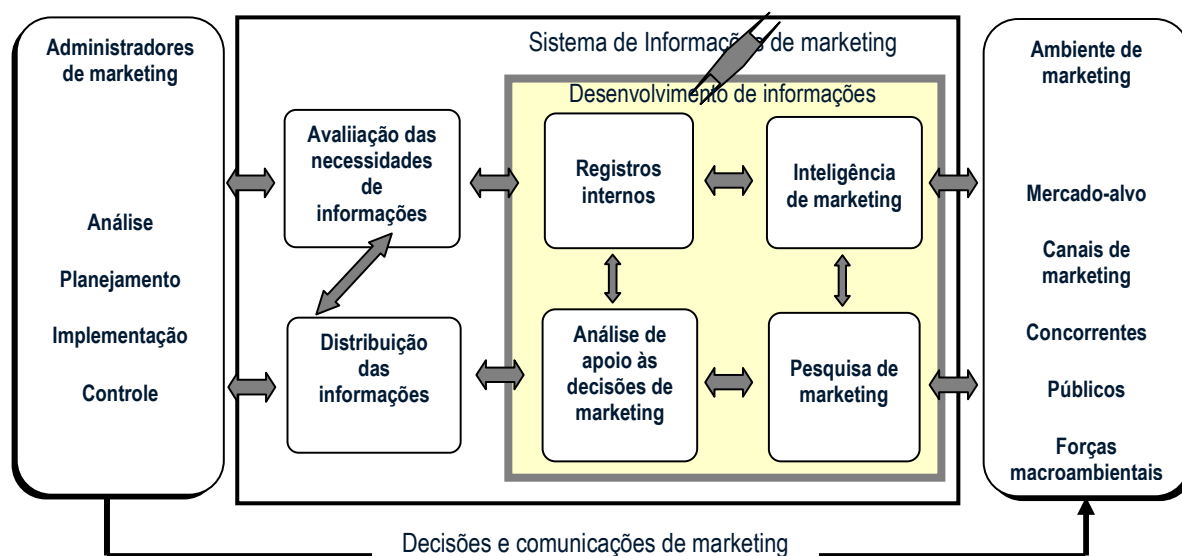 Administradores
de marketing
Análise
Planejamento
Implementação
Controle
Sistema de Informações de marketing
Avaliiação das
necessidades
de
informações
Distribuição
das
informações
Desenvolvimento de informações
Registros
internos
Inteligência
de marketing
Análise de
apoio às
decisões de
marketing
Pesquisa de
marketing
Ambiente de
marketing
Mercado-alvo
Canais de
marketing
Concorrentes
Públicos
Forças
macroambientais
Decisões e comunicações de marketing